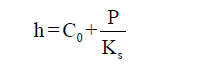 h = C₀ + P/Kₛ